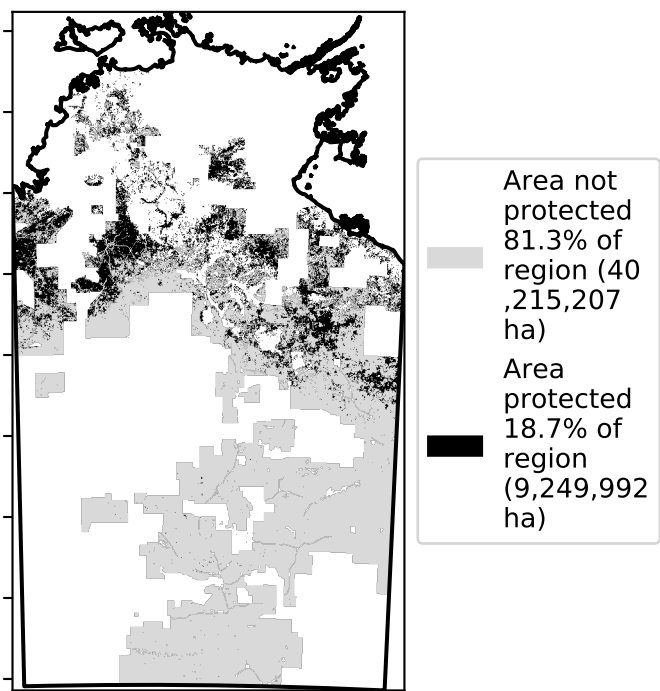 Area not
protected
81.3% of
region (40
,215,207
ha)
Area
protected
18.7% of
region
(9,249,992
ha)